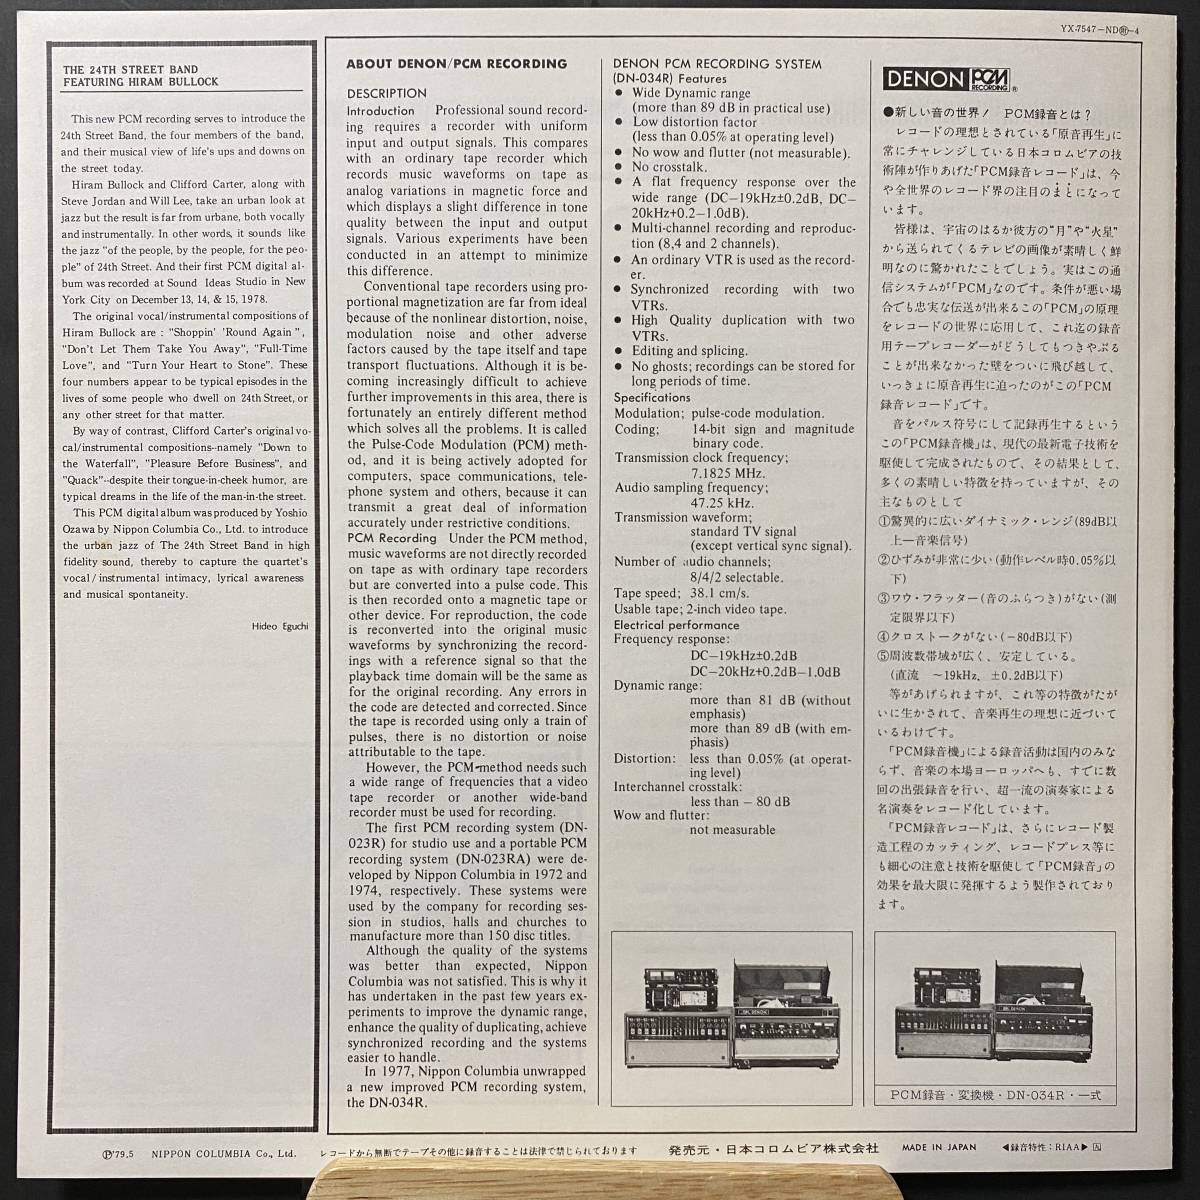 YX-7547-ND㊕-4
THE 24TH STREET BAND
FEATURING HIRAM BULLOCK
This new PCM recording serves to introduce the
24th Street Band, the four members of the band,
and their musical view of life's ups and downs on
the street today.
Hiram Bullock and Clifford Carter, along with
Steve Jordan and Will Lee, take an urban look at
jazz but the result is far from urbane, both vocally
and instrumentally. In other words, it sounds like
the jazz "of the people, by the people, for the peo-
ple" of 24th Street. And their first PCM digital al-
bum was recorded at Sound Ideas Studio in New
York City on December 13, 14, & 15, 1978.
The original vocal/instrumental compositions of
Hiram Bullock are : "Shoppin' 'Round Again",
"Don't Let Them Take You Away", "Full-Time
Love", and "Turn Your Heart to Stone". These
four numbers appear to be typical episodes in the
lives of some people who dwell on 24th Street, or
any other street for that matter.
By way of contrast, Clifford Carter's original vo-
cal/instrumental compositions--namely "Down to
the Waterfall", "Pleasure Before Business", and
"Quack"--despite their tongue-in-cheek humor, are
typical dreams in the life of the man-in-the street.
This PCM digital album was produced by Yoshio
Ozawa by Nippon Columbia Co., Ltd. to introduce
the urban jazz of The 24th Street Band in high
fidelity sound, thereby to capture the quartet's
vocal/instrumental intimacy, lyrical awareness
and musical spontaneity.
Hideo Eguchi
ABOUT DENON/PCM RECORDING
DESCRIPTION
Introduction Professional sound record-
ing requires a recorder with uniform
input and output signals. This compares
with an ordinary tape recorder which
records music waveforms on tape as
analog variations in magnetic force and
which displays a slight difference in tone
quality between the input and output
signals. Various experiments have been
conducted in an attempt to minimize
this difference.
Conventional tape recorders using pro-
portional magnetization are far from ideal
because of the nonlinear distortion, noise,
modulation noise and other adverse
factors caused by the tape itself and tape
transport fluctuations. Although it is be-
coming increasingly difficult to achieve
further improvements in this area, there is
fortunately an entirely different method
which solves all the problems. It is called
the Pulse-Code Modulation (PCM) meth-
od, and it is being actively adopted for
computers, space communications, tele-
phone system and others, because it can
transmit a great deal of information
accurately under restrictive conditions.
PCM Recording Under the PCM method,
music waveforms are not directly recorded
on tape as with ordinary tape recorders
but are converted into a pulse code. This
is then recorded onto a magnetic tape or
other device. For reproduction, the code
is reconverted into the original music
waveforms by synchronizing the record-
ings with a reference signal so that the
playback time domain will be the same as
for the original recording. Any errors in
the code are detected and corrected. Since
the tape is recorded using only a train of
pulses, there is no distortion or noise
attributable to the tape.
However, the PCM-method needs such
a wide range of frequencies that a video
tape recorder or another wide-band
recorder must be used for recording.
The first PCM recording system (DN-
023R) for studio use and a portable PCM
recording system (DN-023RA) were de-
veloped by Nippon Columbia in 1972 and
1974, respectively. These systems were
used by the company for recording ses-
sion in studios, halls and churches to
manufacture more than 150 disc titles.
Although the quality of the systems
was better than expected, Nippon
Columbia was not satisfied. This is why it
has undertaken in the past few years ex-
periments to improve the dynamic range,
enhance the quality of duplicating, achieve
synchronized recording and the systems
easier to handle.
In 1977, Nippon Columbia unwrapped
a new improved PCM recording system,
the DN-034R.
DENON PCM RECORDING SYSTEM
(DN-034R) Features
● Wide Dynamic range
(more than 89 dB in practical use)
● Low distortion factor
(less than 0.05% at operating level)
● No wow and flutter (not measurable).
● No crosstalk.
● A flat frequency response over the
wide range (DC-19kHz±0.2dB, DC-
20kHz+0.2-1.0dB).
● Multi-channel recording and reproduc-
tion (8,4 and 2 channels).
● An ordinary VTR is used as the record-
er.
● Synchronized recording with two
VTRs.
● High Quality duplication with two
VTRs.
● Editing and splicing.
● No ghosts; recordings can be stored for
long periods of time.
Specifications
Modulation; pulse-code modulation.
Coding; 14-bit sign and magnitude
binary code.
Transmission clock frequency;
7.1825 MHz.
Audio sampling frequency;
47.25 kHz.
Transmission waveform;
standard TV signal
(except vertical sync signal).
Number of audio channels;
8/4/2 selectable.
Tape speed; 38.1 cm/s.
Usable tape; 2-inch video tape.
Electrical performance
Frequency response:
DC-19kHz±0.2dB
DC-20kHz+0.2dB-1.0dB
Dynamic range:
more than 81 dB (without
emphasis)
more than 89 dB (with em-
phasis)
Distortion: less than 0.05% (at operat-
ing level)
Interchannel crosstalk:
less than - 80 dB
Wow and flutter:
not measurable
DENON PCM RECORDING ®
●新しい音の世界! PCM録音とは?
レコードの理想とされている「原音再生」に
常にチャレンジしている日本コロムビアの技
術陣が作りあげた「PCM録音レコード」は、今
や全世界のレコード界の注目のまとになって
います。
皆様は、宇宙のはるか彼方の“月”や“火星”
から送られてくるテレビの画像が素晴しく鮮
明なのに驚かれたことでしょう。実はこの通
信システムが「PCM」なのです。条件が悪い場
合でも忠実な伝送が出来るこの「PCM」の原理
をレコードの世界に応用して、これ迄の録音
用テープレコーダーがどうしてもつきやぶる
ことが出来なかった壁をついに飛び越して、
いっきょに原音再生に迫ったのがこの「PCM
録音レコード」です。
音をパルス符号にして記録再生するという
この「PCM録音機」は、現代の最新電子技術を
駆使して完成されたもので、その結果として、
多くの素晴しい特徴を持っていますが、その
主なものとして
①驚異的に広いダイナミック・レンジ(89dB以
上—音楽信号)
②ひずみが非常に少い(動作レベル時0.05%以
下)
③ワウ・フラッター(音のふらつき)がない(測
定限界以下)
④クロストークがない(-80dB以下)
⑤周波数帯域が広く、安定している。
(直流 ~19kHz、±0.2dB以下)
等があげられますが、これ等の特徴がたが
いに生かされて、音楽再生の理想に近づいて
いるわけです。
「PCM録音機」による録音活動は国内のみな
らず、音楽の本場ヨーロッパへも、すでに数
回の出張録音を行い、超一流の演奏家による
名演奏をレコード化しています。
「PCM録音レコード」は、さらにレコード製
造工程のカッティング、レコードプレス等に
も細心の注意と技術を駆使して「PCM録音」の
効果を最大限に発揮するよう製作されており
ます。
DENON
DENON
PCM録音・変換機・DN-034R・一式
Ⓟ'79.5 NIPPON COLUMBIA Co., Ltd. レコードから無断でテープその他に録音することは法律で禁じられております 発売元・日本コロムビア株式会社 MADE IN JAPAN ◀録音特性:RIAA▶